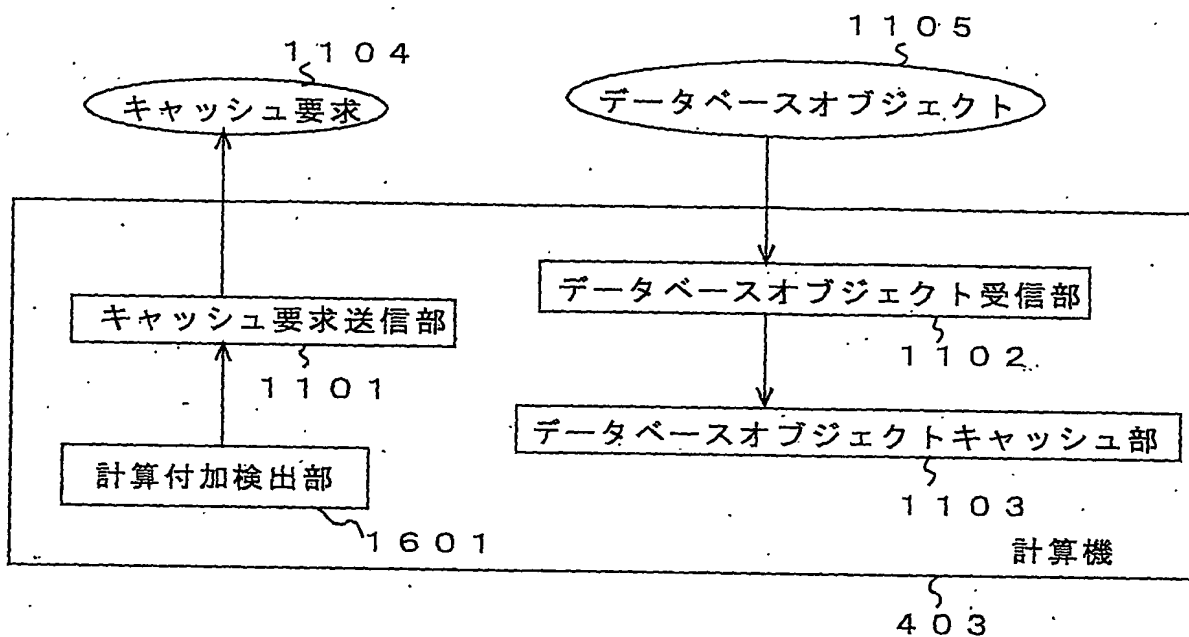 1105
1104
キャッシュ要求
データベースオブジェクト
データベースオブジェクト受信部
キャッシュ要求送信部
1102
1101
データベースオブジェクトキャッシュ部
計算付加検出部
1103
1601
計算機
403